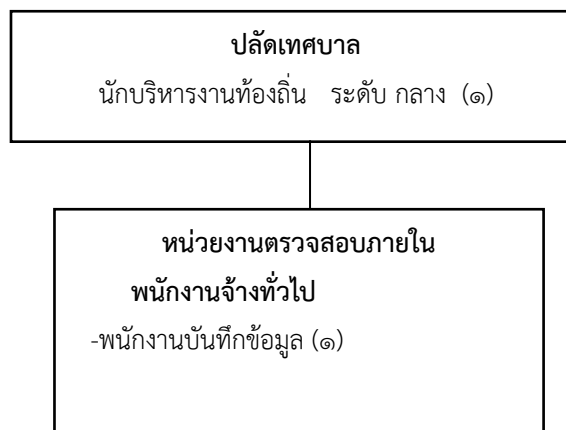 ปลัดเทศบาล
นักบริหารงานท้องถิ่น ระดับ กลาง (๑)
หน่วยงานตรวจสอบภายใน
พนักงานจ้างทั่วไป
-พนักงานบันทึกข้อมูล (๑)